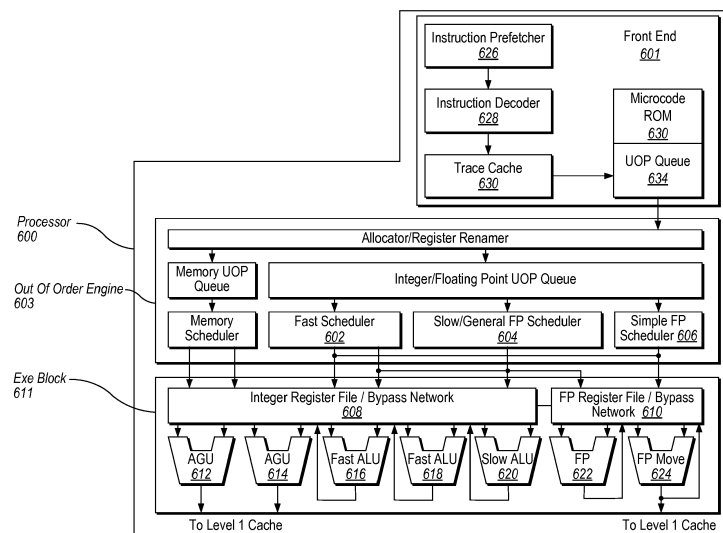 Instruction Prefetcher
626
Front End
601
Instruction Decoder
628
Microcode
ROM
630
Trace Cache
630
UOP Queue
634
Processor
600
Allocator/Register Renamer
Memory UOP
Queue
Integer/Floating Point UOP Queue
Out Of Order Engine
603
Memory
Scheduler
Fast Scheduler
602
Slow/General FP Scheduler
604
Simple FP
Scheduler 606
Exe Block
611
Integer Register File / Bypass Network
608
FP Register File / Bypass
Network 610
AGU
612
AGU
614
Fast ALU
616
Fast ALU
618
Slow ALU
620
FP
622
FP Move
624
To Level 1 Cache
To Level 1 Cache